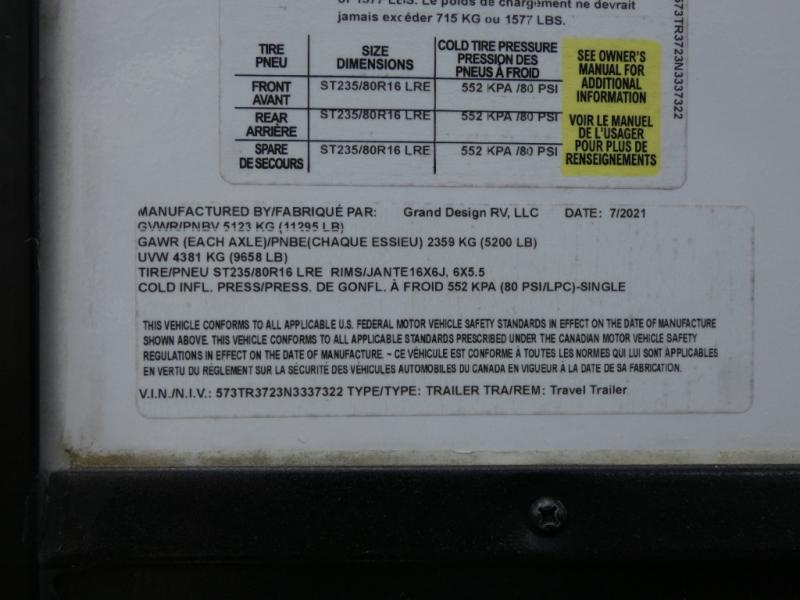 or 1577 LBS. Le poids de chargement ne devrait
jamais excéder 715 KG ou 1577 LBS.
TIRE PNEU SIZE DIMENSIONS COLD TIRE PRESSURE PRESSION DES PNEUS À FROID
FRONT AVANT ST235/80R16 LRE 552 KPA /80 PSI
REAR ARRIÈRE ST235/80R16 LRE 552 KPA /80 PSI
SPARE DE SECOURS ST235/80R16 LRE 552 KPA /80 PSI
SEE OWNER'S
MANUAL FOR
ADDITIONAL
INFORMATION
VOIR LE MANUEL
DE L'USAGER
POUR PLUS DE
RENSEIGNEMENTS
573TR3723N3337322
MANUFACTURED BY/FABRIQUÉ PAR: Grand Design RV, LLC DATE: 7/2021
GVWR/PNBV 5123 KG (11295 LB)
GAWR (EACH AXLE)/PNBE(CHAQUE ESSIEU) 2359 KG (5200 LB)
UVW 4381 KG (9658 LB)
TIRE/PNEU ST235/80R16 LRE RIMS/JANTE16X6J, 6X5.5
COLD INFL. PRESS/PRESS. DE GONFL. À FROID 552 KPA (80 PSI/LPC)-SINGLE
THIS VEHICLE CONFORMS TO ALL APPLICABLE U.S. FEDERAL MOTOR VEHICLE SAFETY STANDARDS IN EFFECT ON THE DATE OF MANUFACTURE
SHOWN ABOVE. THIS VEHICLE CONFORMS TO ALL APPLICABLE STANDARDS PRESCRIBED UNDER THE CANADIAN MOTOR VEHICLE SAFETY
REGULATIONS IN EFFECT ON THE DATE OF MANUFACTURE. ~ CE VÉHICULE EST CONFORME À TOUTES LES NORMES QUI LUI SONT APPLICABLES
EN VERTU DU RÈGLEMENT SUR LA SÉCURITÉ DES VÉHICULES AUTOMOBILES DU CANADA EN VIGUEUR À LA DATE DE SA FABRICATION.
V.I.N./N.I.V.: 573TR3723N3337322 TYPE/TYPE: TRAILER TRA/REM: Travel Trailer